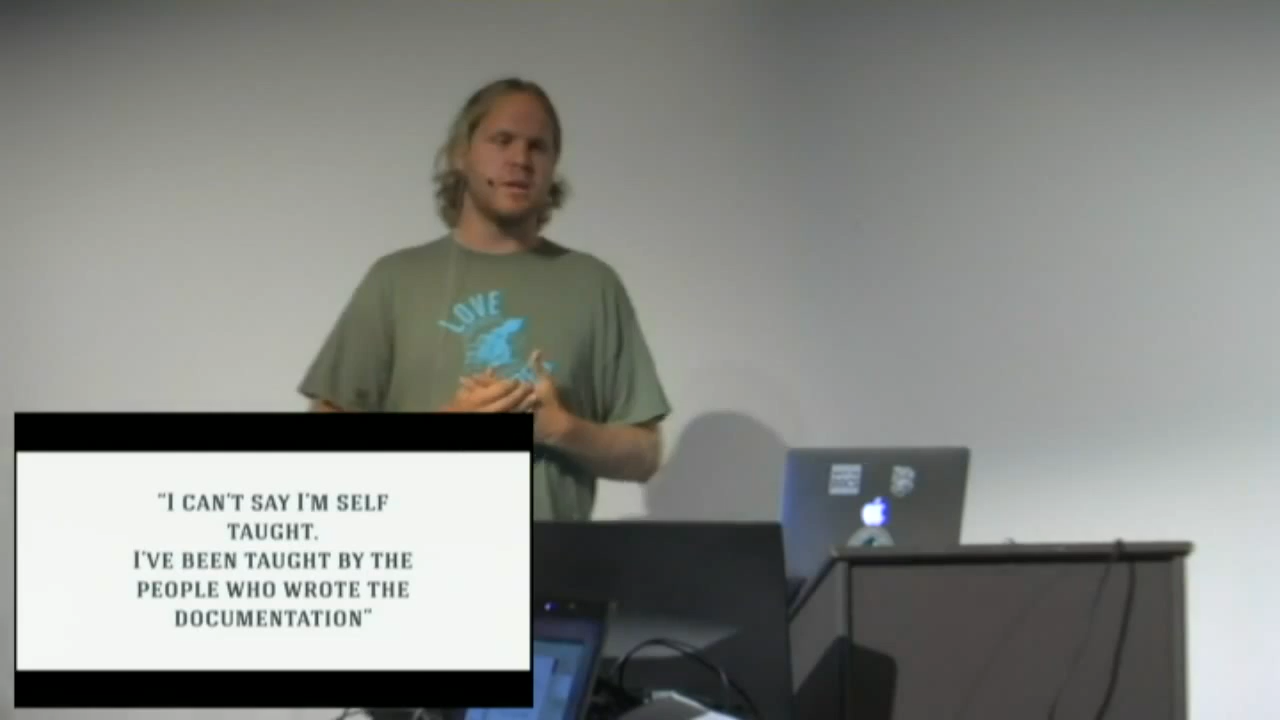 LOVE
"I CAN'T SAY I'M SELF
TAUGHT.
I'VE BEEN TAUGHT BY THE
PEOPLE WHO WROTE THE
DOCUMENTATION"